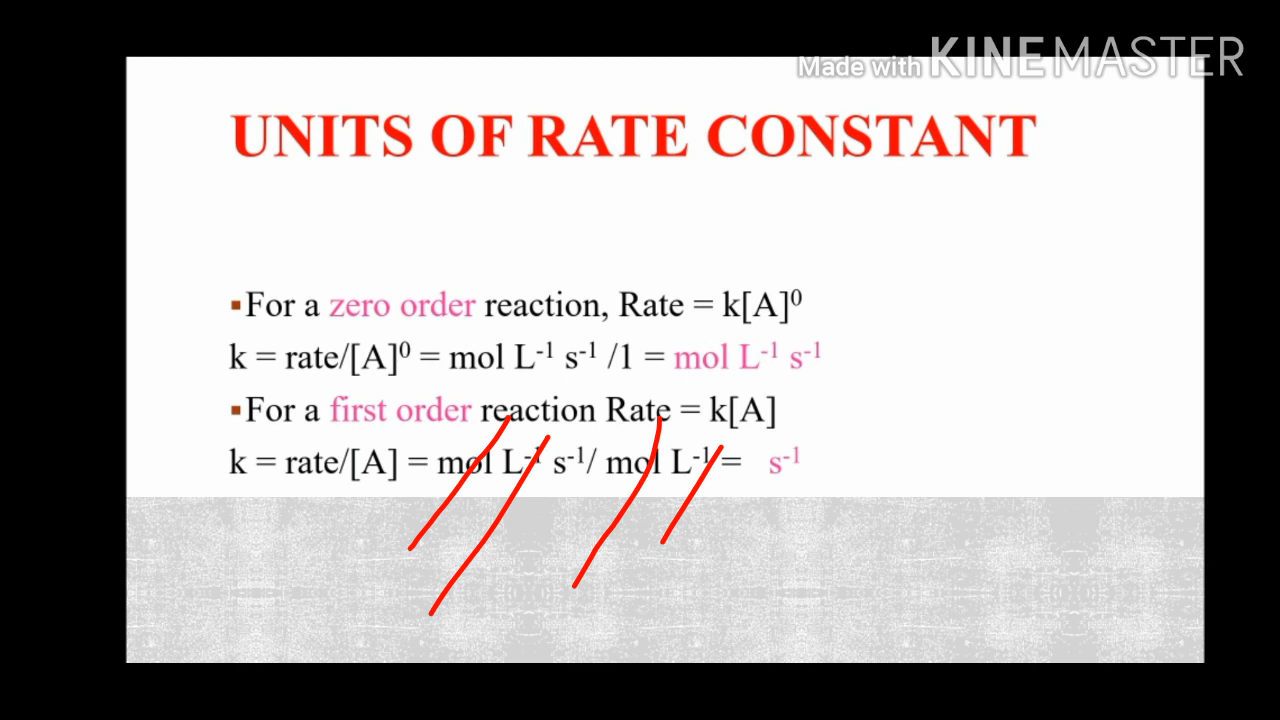 Made with KINEMASTER
UNITS OF RATE CONSTANT
▪For a zero order reaction, Rate = k[A]⁰
k = rate/[A]⁰ = mol L⁻¹ s⁻¹ /1 = mol L⁻¹ s⁻¹
▪For a first order reaction Rate = k[A]
k = rate/[A] = mol L⁻¹ s⁻¹/ mol L⁻¹ = s⁻¹